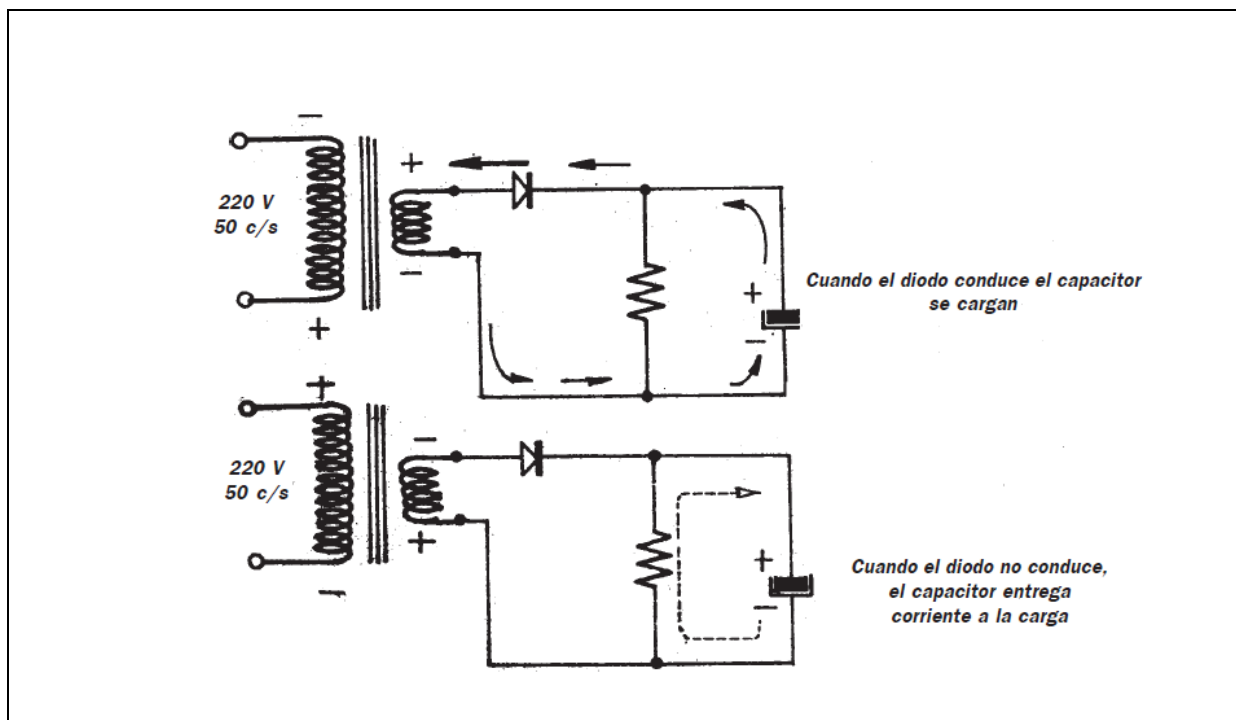 −
+
220 V
50 c/s
−
+
+
−
Cuando el diodo conduce el capacitor
se cargan
+
−
220 V
50 c/s
+
−
+
−
Cuando el diodo no conduce,
el capacitor entrega
corriente a la carga